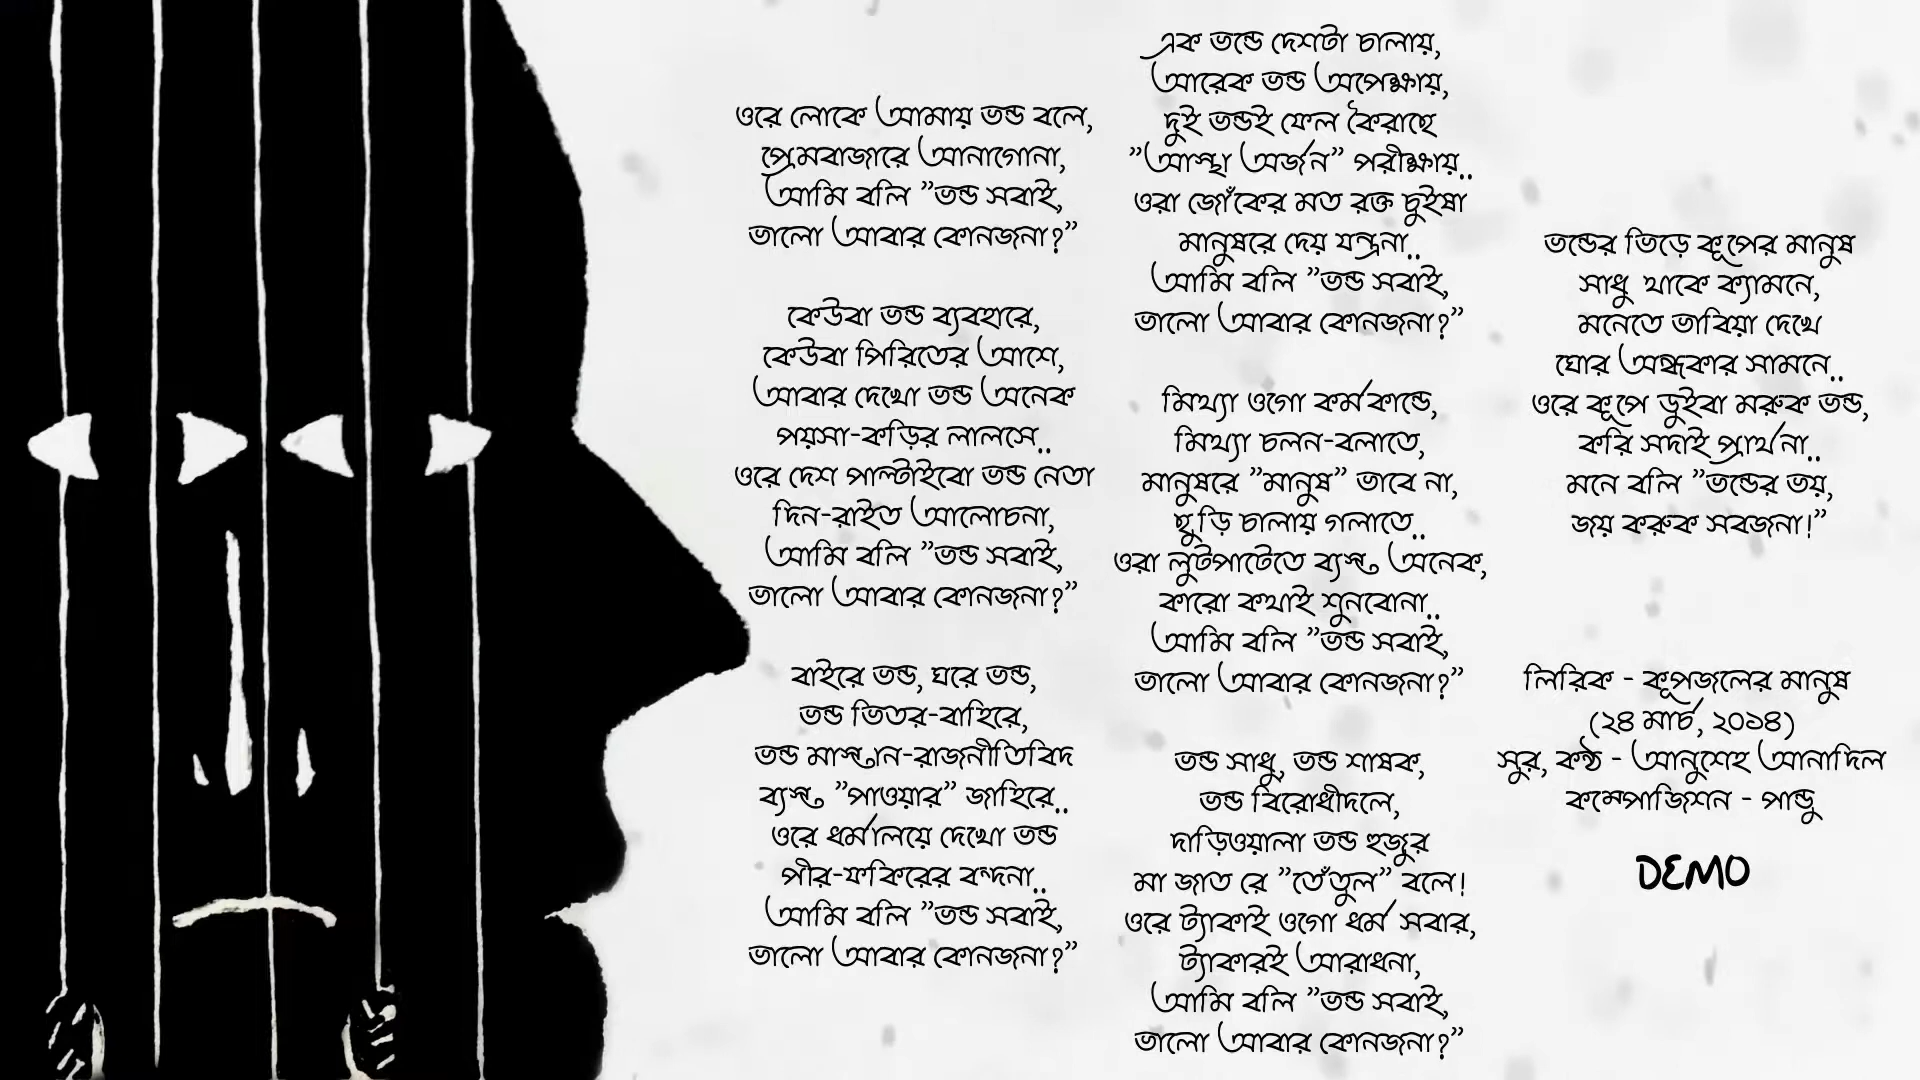 ওরে লোকে আমায় ভন্ড বলে,
প্রেমবাজারে আনাগোনা,
আমি বলি "ভন্ড সবাই,
ভালো আবার কোনজনা?"
কেউবা ভন্ড ব্যবহারে,
কেউবা পিরিতের আশে,
আবার দেখো ভন্ড অনেক
পয়সা-কড়ির লালসে..
ওরে দেশ পাল্টাইবো ভন্ড নেতা
দিন-রাইত আলোচনা,
আমি বলি "ভন্ড সবাই,
ভালো আবার কোনজনা?"
বাইরে ভন্ড, ঘরে ভন্ড,
ভন্ড ভিতর-বাহিরে,
ভন্ড মাস্তান-রাজনীতিবিদ
ব্যস্ত "পাওয়ার" জাহিরে..
ওরে ধর্মালয়ে দেখো ভন্ড
পীর-ফকিরের বন্দনা..
আমি বলি "ভন্ড সবাই,
ভালো আবার কোনজনা?"
এক ভন্ডে দেশটা চালায়,
আরেক ভন্ড অপেক্ষায়,
দুই ভন্ডই ফেল কৈরাছে
"আস্থা অর্জন" পরীক্ষায়..
ওরা জোঁকের মত রক্ত চুইষা
মানুষরে দেয় যন্ত্রনা..
আমি বলি "ভন্ড সবাই,
ভালো আবার কোনজনা?"
মিথ্যা ওগো কর্মকান্ডে,
মিথ্যা চলন-বলাতে,
মানুষরে "মানুষ" ভাবে না,
ছুড়ি চালায় গলাতে..
ওরা লুটপাটেতে ব্যস্ত অনেক,
কারো কথাই শুনবোনা..
আমি বলি "ভন্ড সবাই,
ভালো আবার কোনজনা?"
ভন্ড সাধু, ভন্ড শাষক,
ভন্ড বিরোধীদলে,
দাড়িওয়ালা ভন্ড হুজুর
মা জাত রে "তেঁতুল" বলে!
ওরে ট্যাকাই ওগো ধর্ম সবার,
ট্যাকারই আরাধনা,
আমি বলি "ভন্ড সবাই,
ভালো আবার কোনজনা?"
ভন্ডের ভিড়ে কূপের মানুষ
সাধু থাকে ক্যামনে,
মনেতে ভাবিয়া দেখে
ঘোর অন্ধকার সামনে..
ওরে কূপে ডুইবা মরুক ভন্ড,
করি সদাই প্রার্থনা..
মনে বলি "ভন্ডের ভয়,
জয় করুক সবজনা!"
লিরিক - কূপজলের মানুষ
(২৪ মার্চ, ২০১৪)
সুর, কন্ঠ - আনুশেহ আনাদিল
কম্পোজিশন - পান্ডু
DEMO